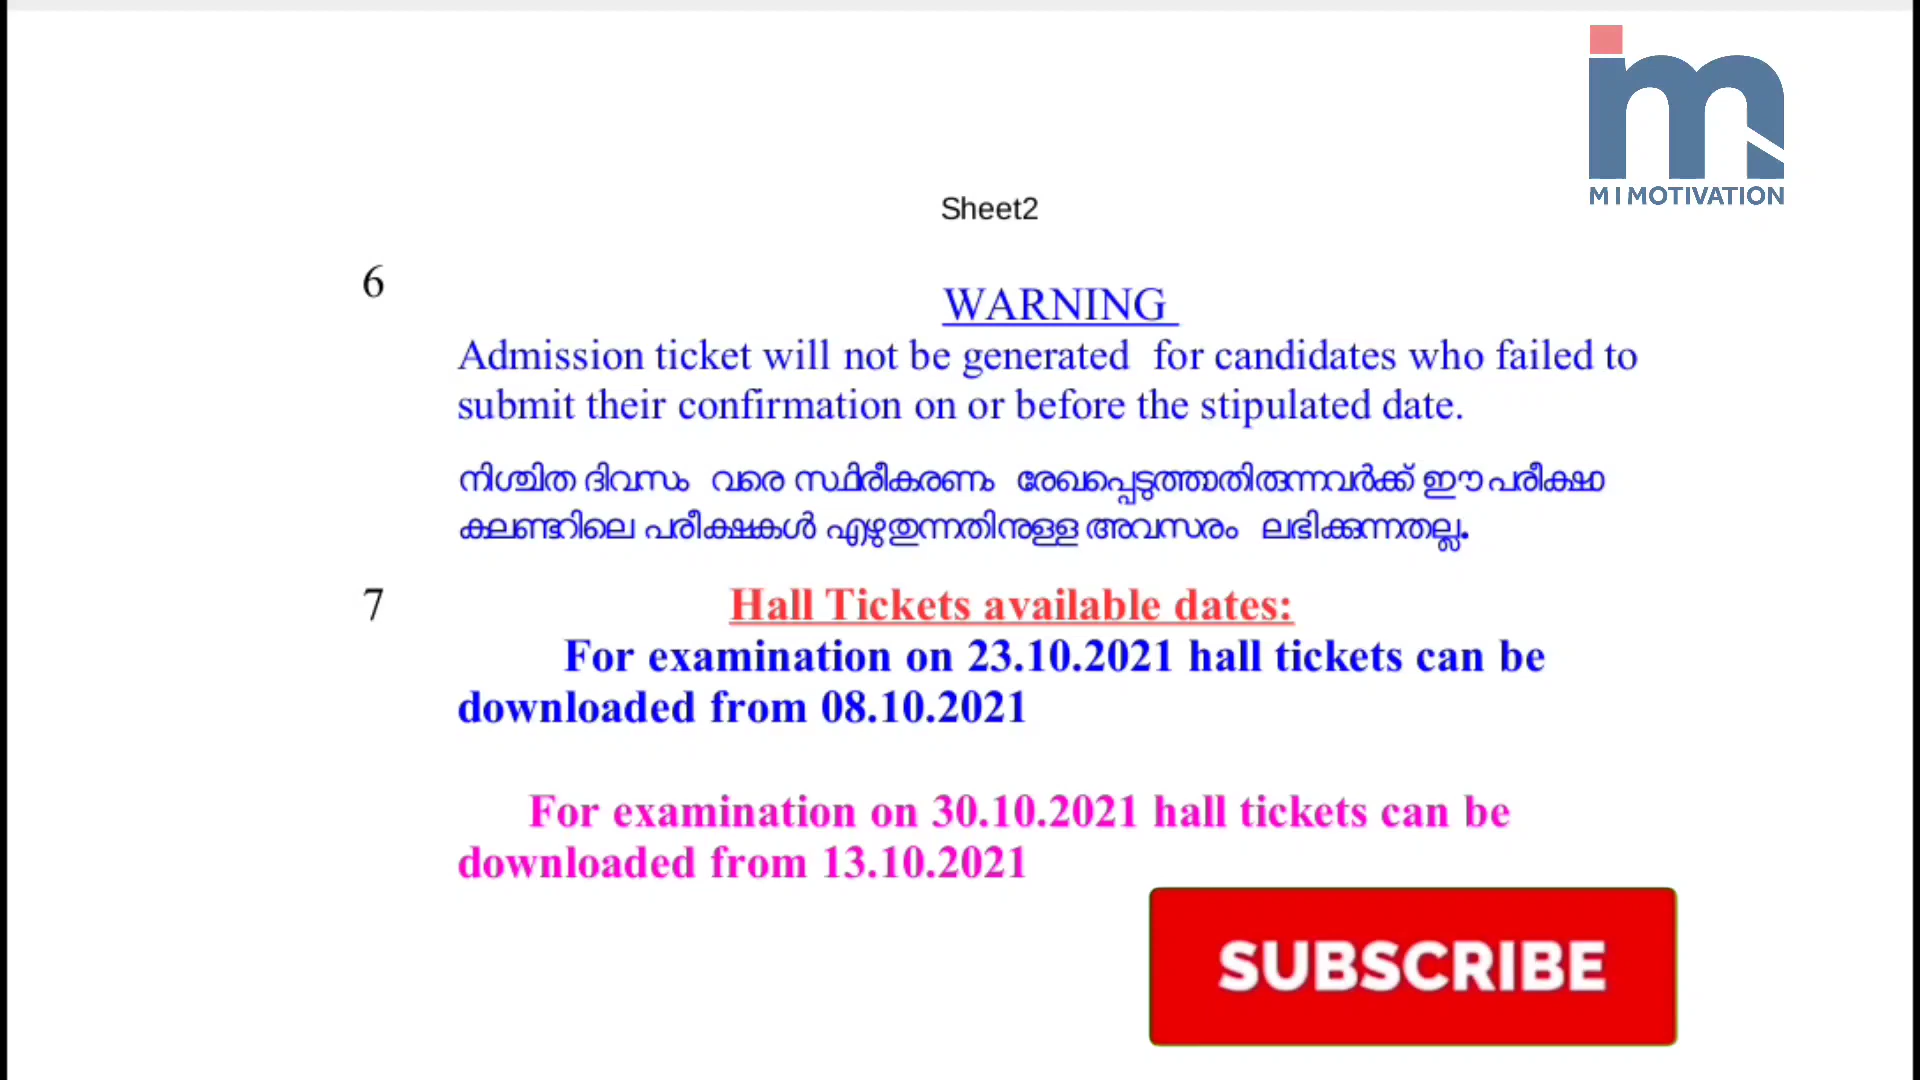 M I MOTIVATION
Sheet2
6
WARNING
Admission ticket will not be generated for candidates who failed to
submit their confirmation on or before the stipulated date.
നിശ്ചിത ദിവസം വരെ സ്ഥിരീകരണം രേഖപ്പെടുത്താതിരുന്നവർക്ക് ഈ പരീക്ഷാ
കലണ്ടറിലെ പരീക്ഷകൾ എഴുതുന്നതിനുള്ള അവസരം ലഭിക്കുന്നതല്ല.
7
Hall Tickets available dates:
For examination on 23.10.2021 hall tickets can be
downloaded from 08.10.2021
For examination on 30.10.2021 hall tickets can be
downloaded from 13.10.2021
SUBSCRIBE